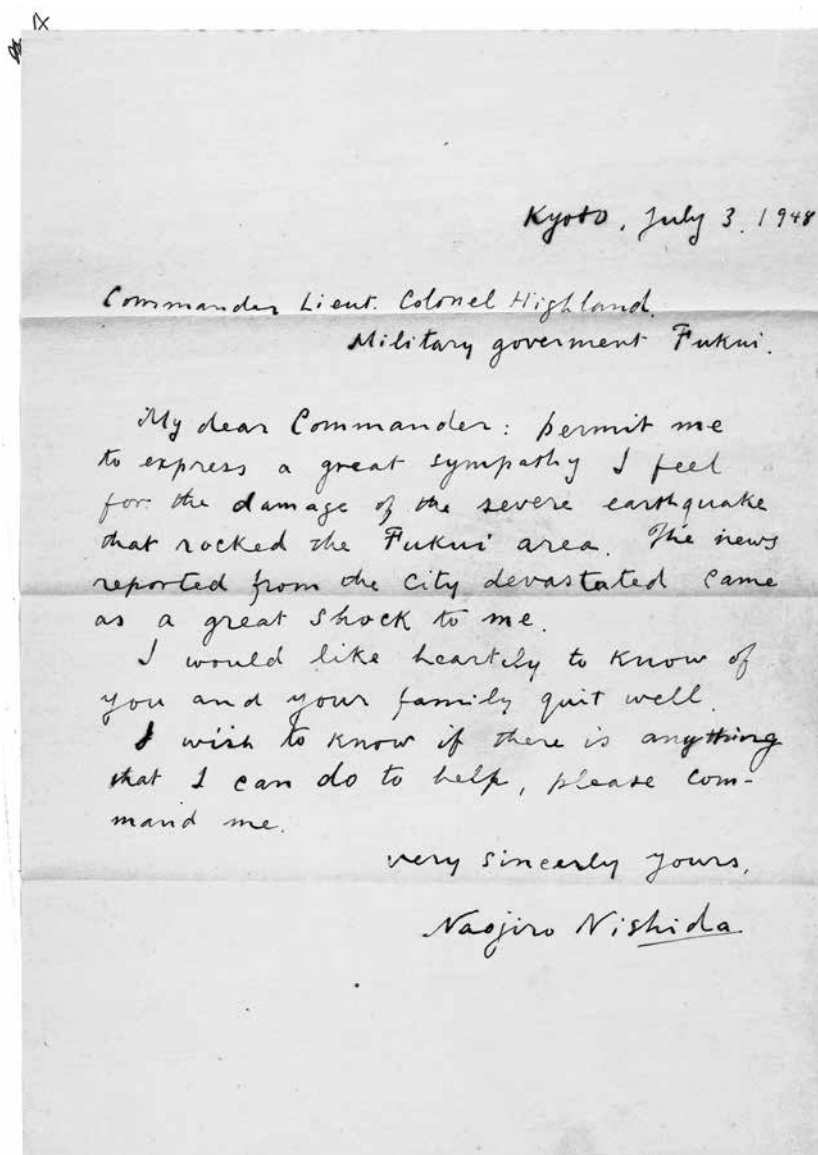 Kyoto, July 3. 1948
Commander Lieut. Colonel Highland.
Military goverment Fukui.
My dear Commander: permit me
to express a great sympathy I feel
for the damage of the severe earthquake
that rocked the Fukui area. The news
reported from the city devastated came
as a great shock to me.
I would like heartily to know of
you and your family quit well.
I wish to know if there is anything
that I can do to help, please com-
mand me.
very sincerly yours,
Naojiro Nishida